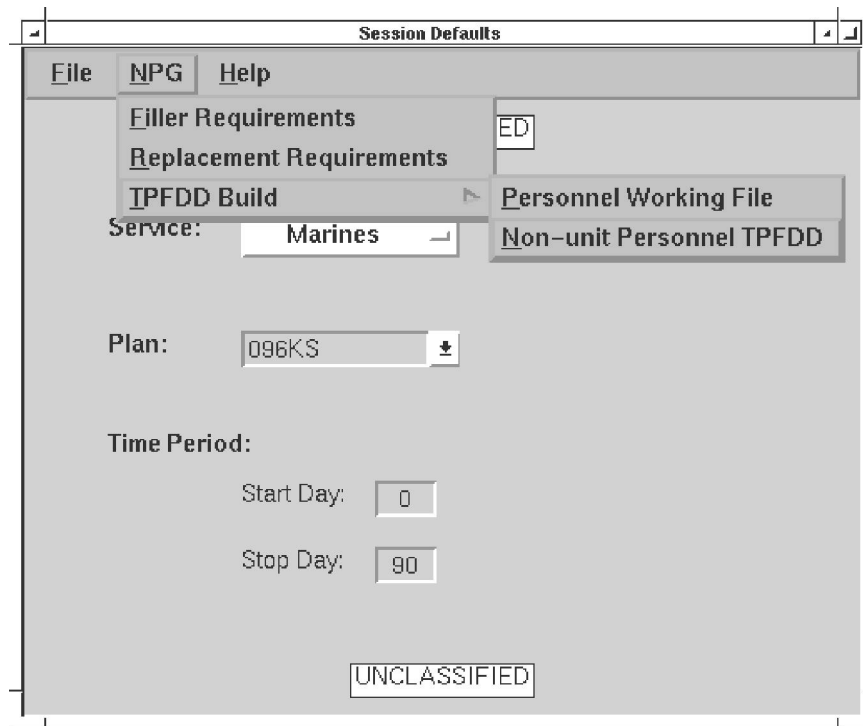 Session Defaults
File NPG Help
Filler Requirements
ED
Replacement Requirements
TPFDD Build
Personnel Working File
Service:
Marines
Non-unit Personnel TPFDD
Plan:
096KS
Time Period:
Start Day: 0
Stop Day: 90
UNCLASSIFIED